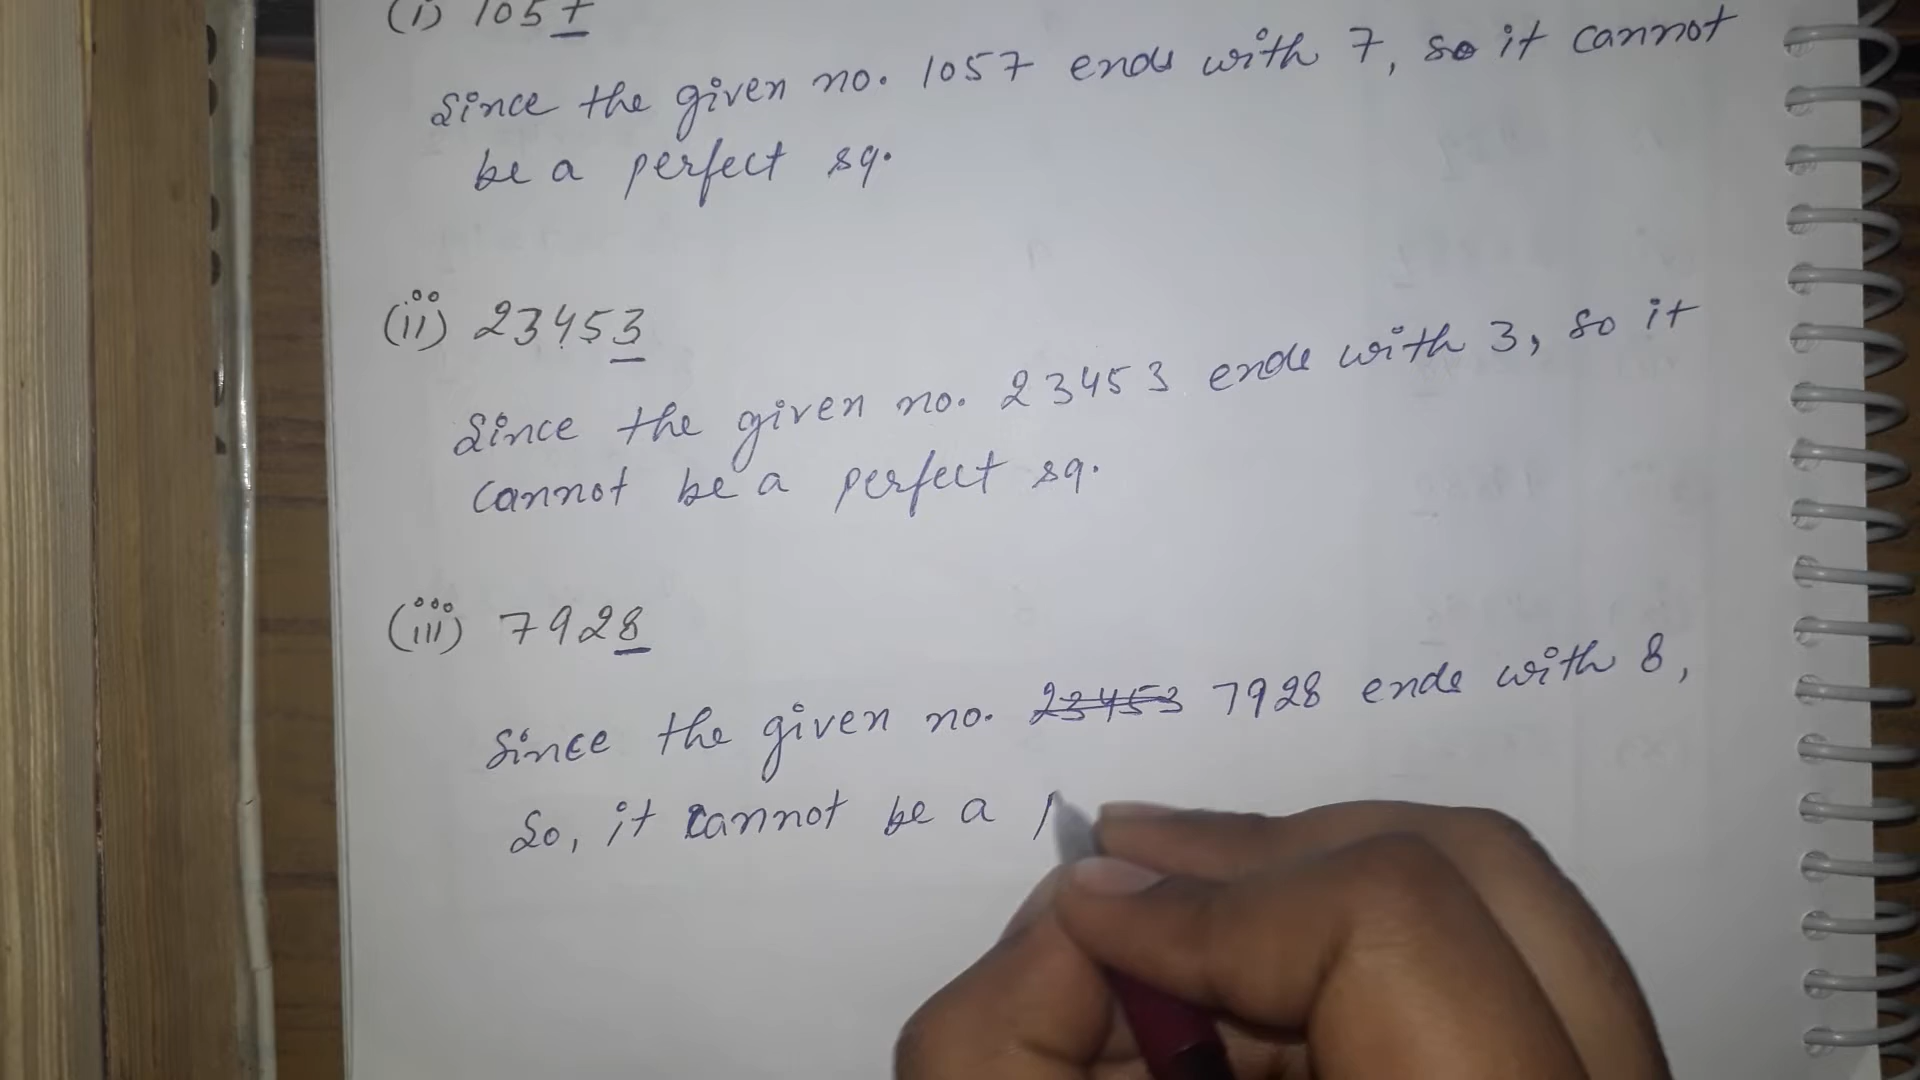 (i) 1057
Since the given no. 1057 ends with 7, so it cannot
be a perfect sq.
(ii) 23453
Since the given no. 23453 ends with 3, so it
cannot be a perfect sq.
(iii) 7928
Since the given no. 23453 7928 ends with 8,
So, it cannot be a